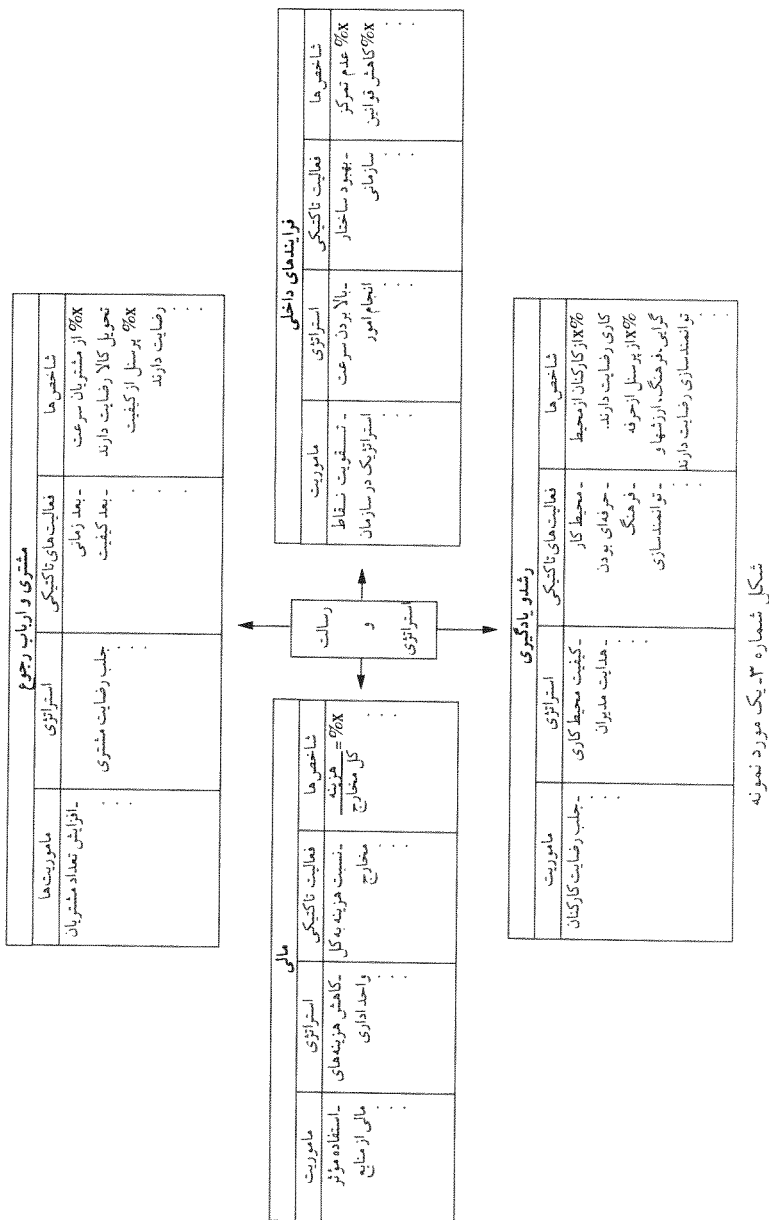 مشتری و ارباب رجوع
ماموریت‌ها
استراتژی
فعالیت‌های تاکتیکی
شاخص‌ها
ـ افزایش تعداد مشتریان
جلب رضایت مشتری
ـ بعد زمانی
ـ بعد کیفیت
%x از مشتریان سرعت
تحویل کالا رضایت دارند
%x پرسنل از کیفیت
رضایت دارند
فرایندهای داخلی
ماموریت
استراتژی
فعالیت تاکتیکی
شاخص‌ها
ـ تقویت نقاط
استراتژیک در سازمان
ـ بالا بردن سرعت
انجام امور
ـ بهبود ساختار
سازمانی
%x عدم تمرکز
%x کاهش قوانین
رسالت
و
استراتژی
مالی
ماموریت
استراتژی
فعالیت تاکتیکی
شاخص‌ها
ـ استفاده مؤثر
مالی از منابع
ـ کاهش هزینه‌های
واحد اداری
ـ نسبت هزینه به کل
مخارج
هزینه = %x
کل مخارج
رشد و یادگیری
ماموریت
استراتژی
فعالیت‌های تاکتیکی
شاخص‌ها
ـ جلب رضایت کارکنان
ـ کیفیت محیط کاری
ـ هدایت مدیران
ـ محیط کار
ـ حرفه‌ای بودن
ـ فرهنگ
ـ توانمندسازی
x% از کارکنان از محیط
کاری رضایت دارند.
x% از پرسنل از حرفه
گرایی، فرهنگ، ارزشها و
توانمندسازی رضایت دارند
شکل شماره ۳ـ یک مورد نمونه